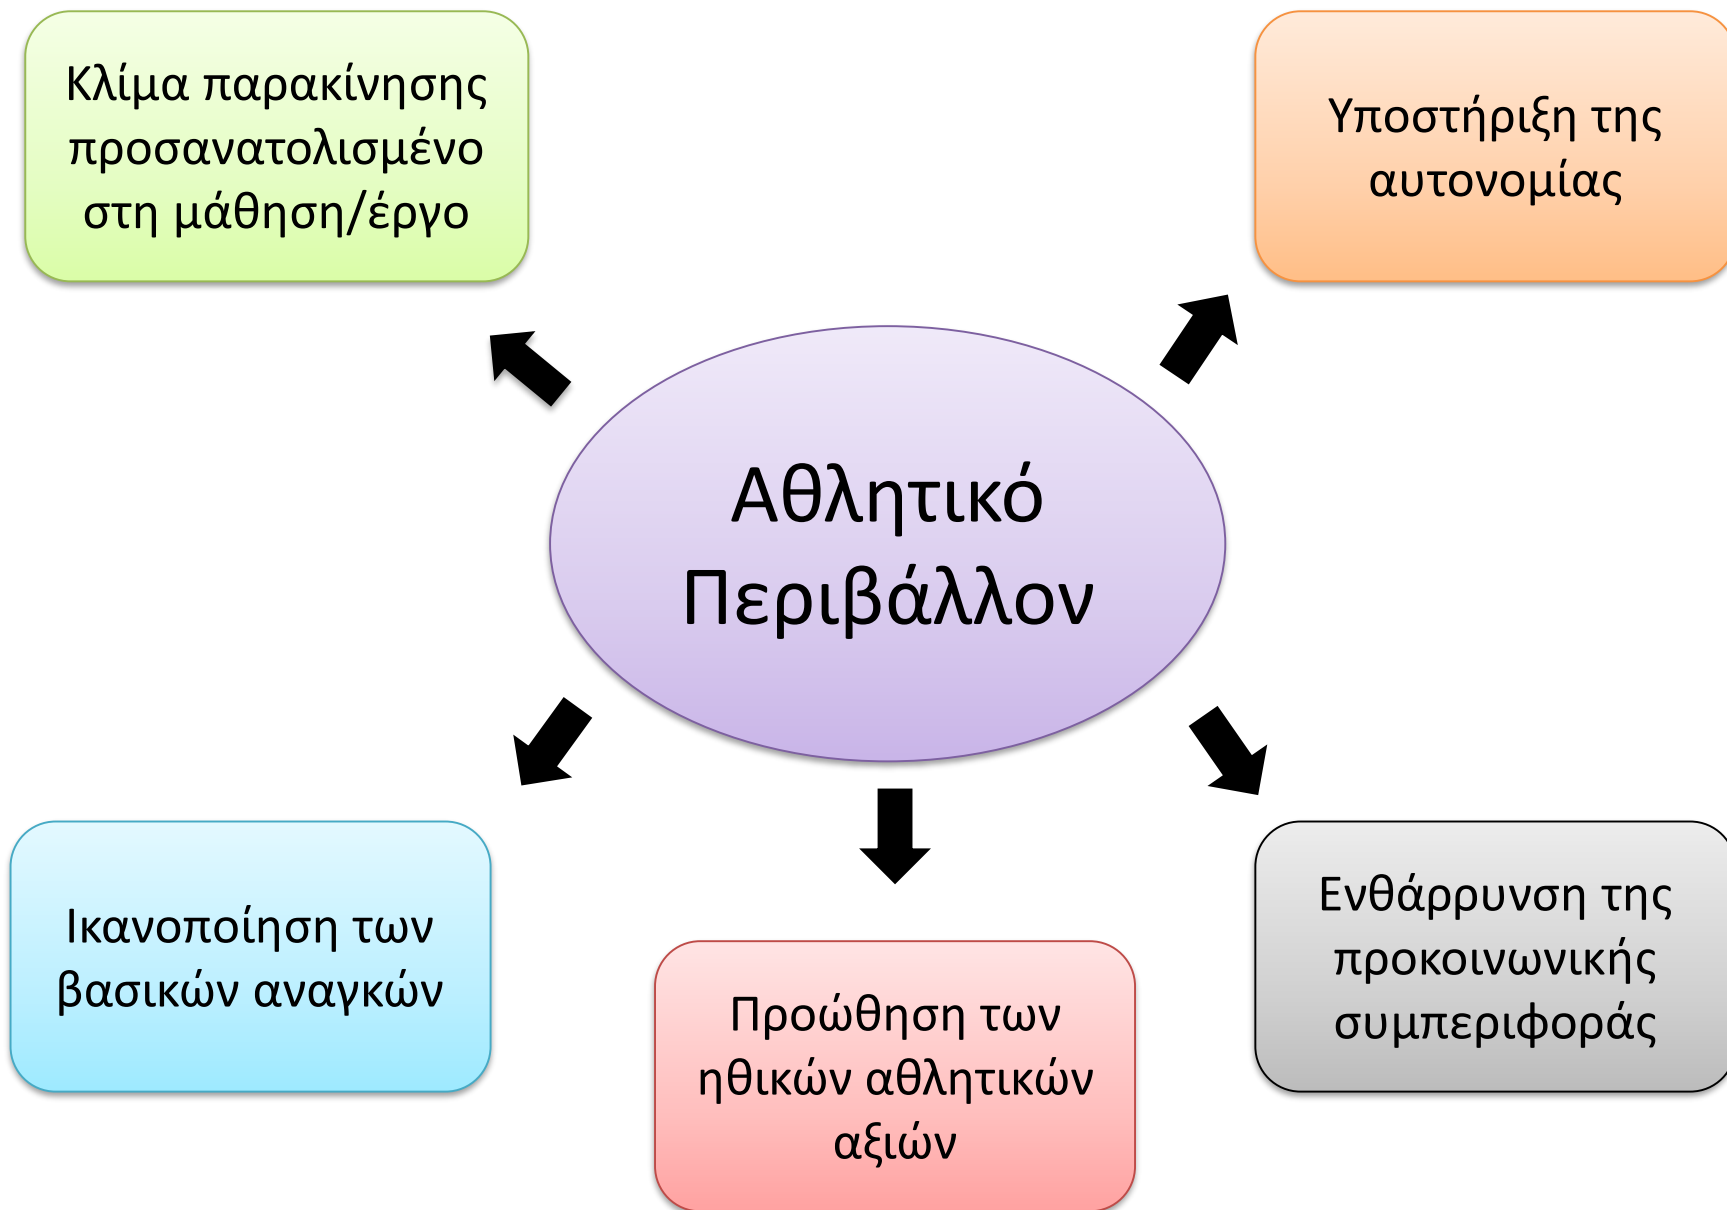 Κλίμα παρακίνησης
προσανατολισμένο
στη μάθηση/έργο
Υποστήριξη της
αυτονομίας
Αθλητικό
Περιβάλλον
Ικανοποίηση των
βασικών αναγκών
Προώθηση των
ηθικών αθλητικών
αξιών
Ενθάρρυνση της
προκοινωνικής
συμπεριφοράς